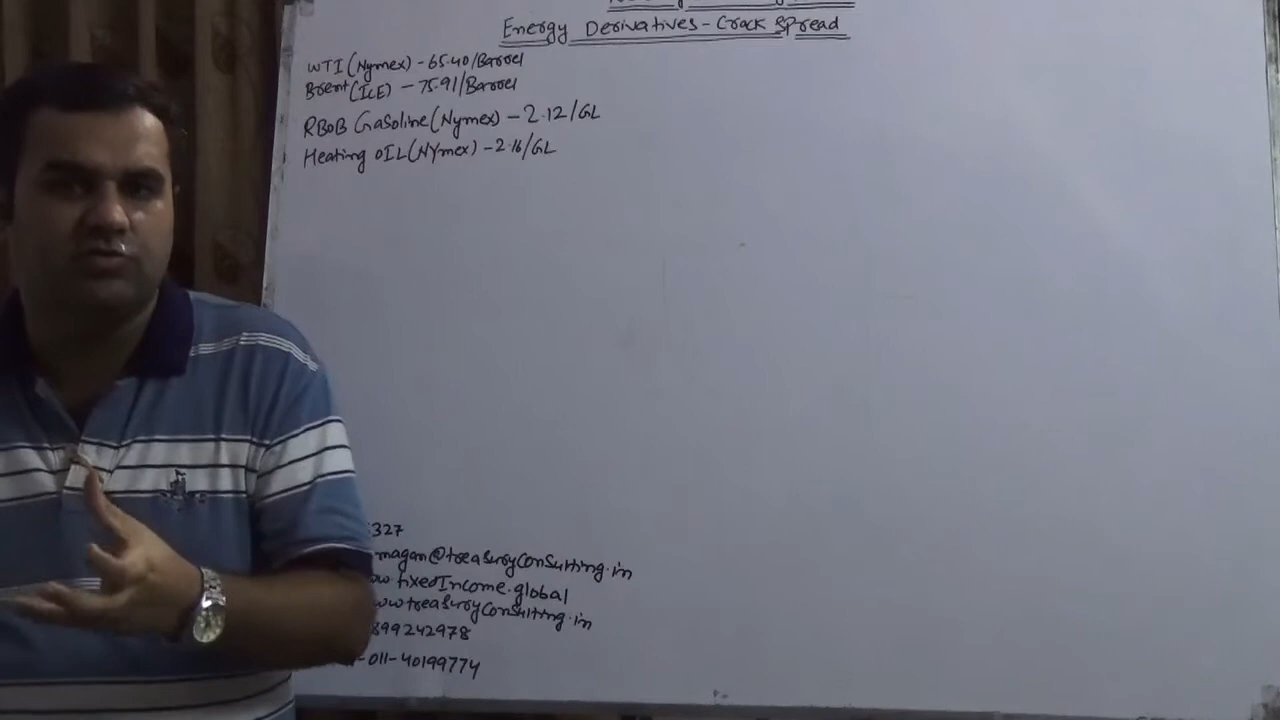 Energy Derivatives - Crack Spread
WTI (Nymex) - 65.40/Barrel
Brent (ICE) - 75.91/Barrel
RBOB Gasoline (Nymex) - 2.12/GL
Heating OIL (NYmex) - 2.16/GL
327
magan@treasuryconsulting.in
fixedIncome.global
treasuryconsulting.in
899242978
-011-40199774